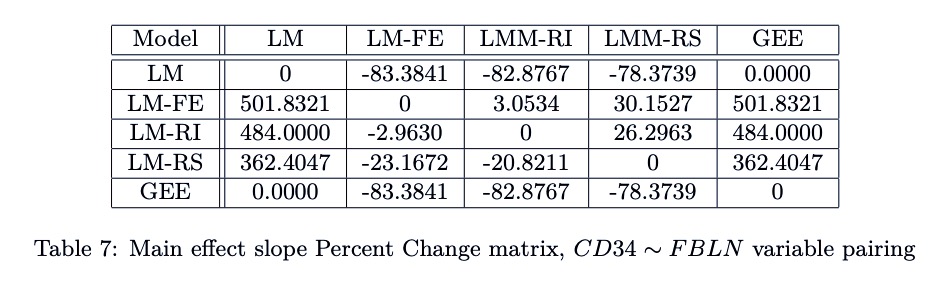 Model LM LM-FE LMM-RI LMM-RS GEE
LM 0 -83.3841 -82.8767 -78.3739 0.0000
LM-FE 501.8321 0 3.0534 30.1527 501.8321
LM-RI 484.0000 -2.9630 0 26.2963 484.0000
LM-RS 362.4047 -23.1672 -20.8211 0 362.4047
GEE 0.0000 -83.3841 -82.8767 -78.3739 0
Table 7: Main effect slope Percent Change matrix, CD34 ∼ FBLN variable pairing